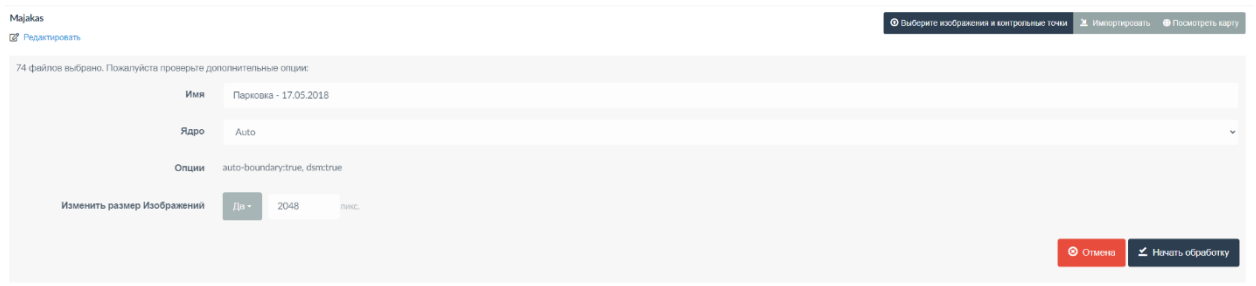 Majakas
Выберите изображения и контрольные точки Импортировать Посмотреть карту
Редактировать
74 файлов выбрано. Пожалуйста проверьте дополнительные опции:
Имя Парковка - 17.05.2018
Ядро Auto
Опции auto-boundary:true, dsm:true
Изменить размер Изображений Да 2048 пикс.
Отмена Начать обработку